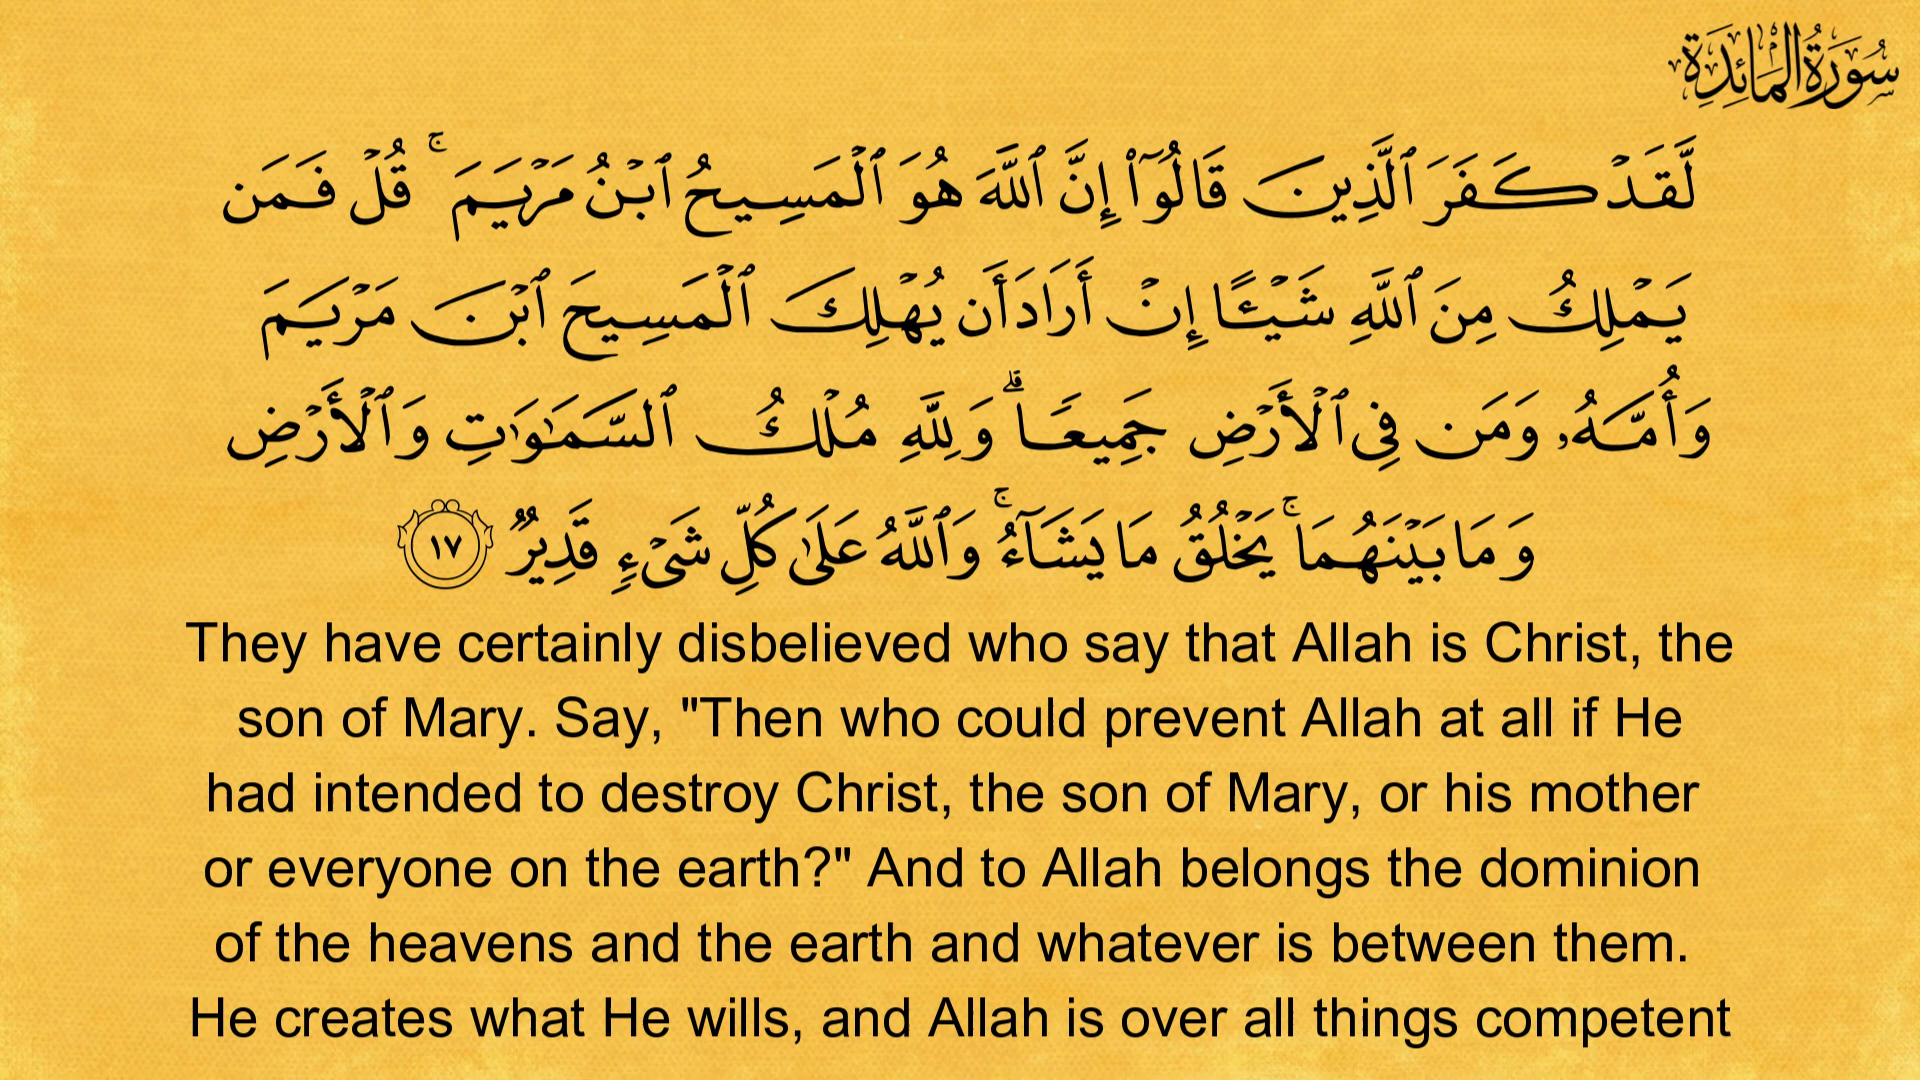 سُورَةُ المَائِدَةِ
لَّقَدۡ كَفَرَ ٱلَّذِينَ قَالُوٓاْ إِنَّ ٱللَّهَ هُوَ ٱلۡمَسِيحُ ٱبۡنُ مَرۡيَمَۚ قُلۡ فَمَن
يَمۡلِكُ مِنَ ٱللَّهِ شَيۡـًٔا إِنۡ أَرَادَ أَن يُهۡلِكَ ٱلۡمَسِيحَ ٱبۡنَ مَرۡيَمَ
وَأُمَّهُۥ وَمَن فِي ٱلۡأَرۡضِ جَمِيعٗاۗ وَلِلَّهِ مُلۡكُ ٱلسَّمَٰوَٰتِ وَٱلۡأَرۡضِ
وَمَا بَيۡنَهُمَاۚ يَخۡلُقُ مَا يَشَآءُۚ وَٱللَّهُ عَلَىٰ كُلِّ شَيۡءٖ قَدِيرٞ ١٧
They have certainly disbelieved who say that Allah is Christ, the
son of Mary. Say, "Then who could prevent Allah at all if He
had intended to destroy Christ, the son of Mary, or his mother
or everyone on the earth?" And to Allah belongs the dominion
of the heavens and the earth and whatever is between them.
He creates what He wills, and Allah is over all things competent